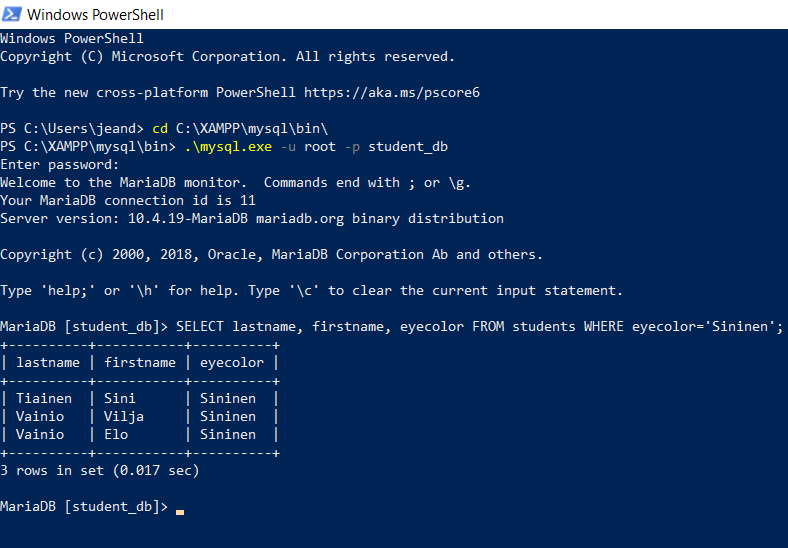 Windows PowerShell
Windows PowerShell
Copyright (C) Microsoft Corporation. All rights reserved.
Try the new cross-platform PowerShell https://aka.ms/pscore6
PS C:\Users\jeand> cd C:\XAMPP\mysql\bin\
PS C:\XAMPP\mysql\bin> .\mysql.exe -u root -p student_db
Enter password:
Welcome to the MariaDB monitor.  Commands end with ; or \g.
Your MariaDB connection id is 11
Server version: 10.4.19-MariaDB mariadb.org binary distribution
Copyright (c) 2000, 2018, Oracle, MariaDB Corporation Ab and others.
Type 'help;' or '\h' for help. Type '\c' to clear the current input statement.
MariaDB [student_db]> SELECT lastname, firstname, eyecolor FROM students WHERE eyecolor='Sininen';
+----------+-----------+----------+
| lastname | firstname | eyecolor |
+----------+-----------+----------+
| Tiainen  | Sini      | Sininen  |
| Vainio   | Vilja     | Sininen  |
| Vainio   | Elo       | Sininen  |
+----------+-----------+----------+
3 rows in set (0.017 sec)
MariaDB [student_db]>